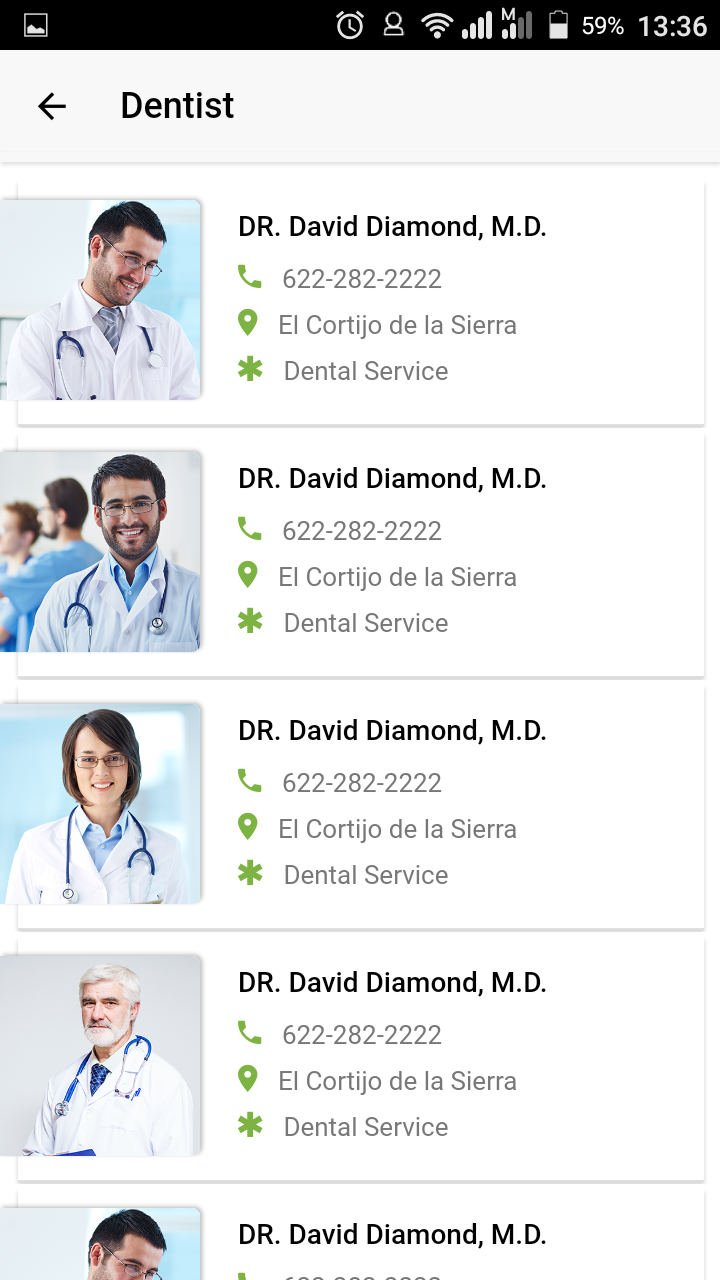 M
59% 13:36
Dentist
DR. David Diamond, M.D.
622-282-2222
El Cortijo de la Sierra
Dental Service
DR. David Diamond, M.D.
622-282-2222
El Cortijo de la Sierra
Dental Service
DR. David Diamond, M.D.
622-282-2222
El Cortijo de la Sierra
Dental Service
DR. David Diamond, M.D.
622-282-2222
El Cortijo de la Sierra
Dental Service
DR. David Diamond, M.D.